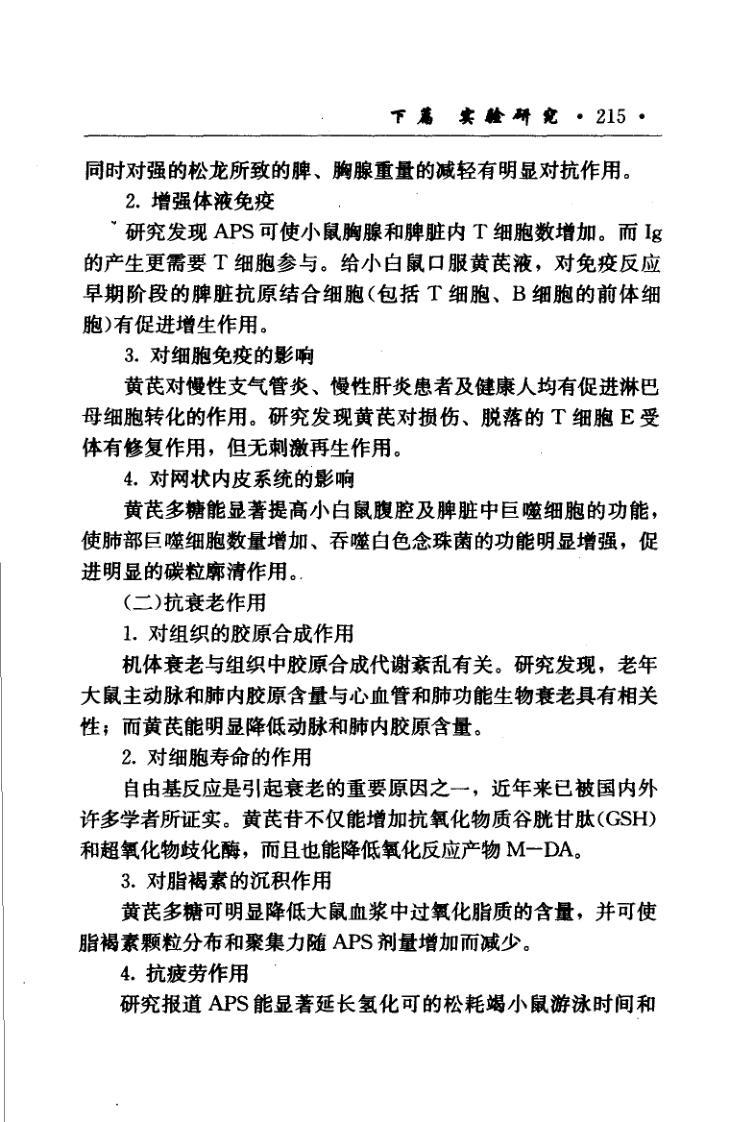 下篇 实验研究 · 215 ·
同时对强的松龙所致的脾、胸腺重量的减轻有明显对抗作用。
2. 增强体液免疫
研究发现 APS 可使小鼠胸腺和脾脏内 T 细胞数增加。而 Ig
的产生更需要 T 细胞参与。给小白鼠口服黄芪液，对免疫反应
早期阶段的脾脏抗原结合细胞(包括 T 细胞、B 细胞的前体细
胞)有促进增生作用。
3. 对细胞免疫的影响
黄芪对慢性支气管炎、慢性肝炎患者及健康人均有促进淋巴
母细胞转化的作用。研究发现黄芪对损伤、脱落的 T 细胞 E 受
体有修复作用，但无刺激再生作用。
4. 对网状内皮系统的影响
黄芪多糖能显著提高小白鼠腹腔及脾脏中巨噬细胞的功能，
使肺部巨噬细胞数量增加、吞噬白色念珠菌的功能明显增强，促
进明显的碳粒廓清作用。
(二)抗衰老作用
1. 对组织的胶原合成作用
机体衰老与组织中胶原合成代谢紊乱有关。研究发现，老年
大鼠主动脉和肺内胶原含量与心血管和肺功能生物衰老具有相关
性；而黄芪能明显降低动脉和肺内胶原含量。
2. 对细胞寿命的作用
自由基反应是引起衰老的重要原因之一，近年来已被国内外
许多学者所证实。黄芪苷不仅能增加抗氧化物质谷胱甘肽(GSH)
和超氧化物歧化酶，而且也能降低氧化反应产物 M—DA。
3. 对脂褐素的沉积作用
黄芪多糖可明显降低大鼠血浆中过氧化脂质的含量，并可使
脂褐素颗粒分布和聚集力随 APS 剂量增加而减少。
4. 抗疲劳作用
研究报道 APS 能显著延长氢化可的松耗竭小鼠游泳时间和